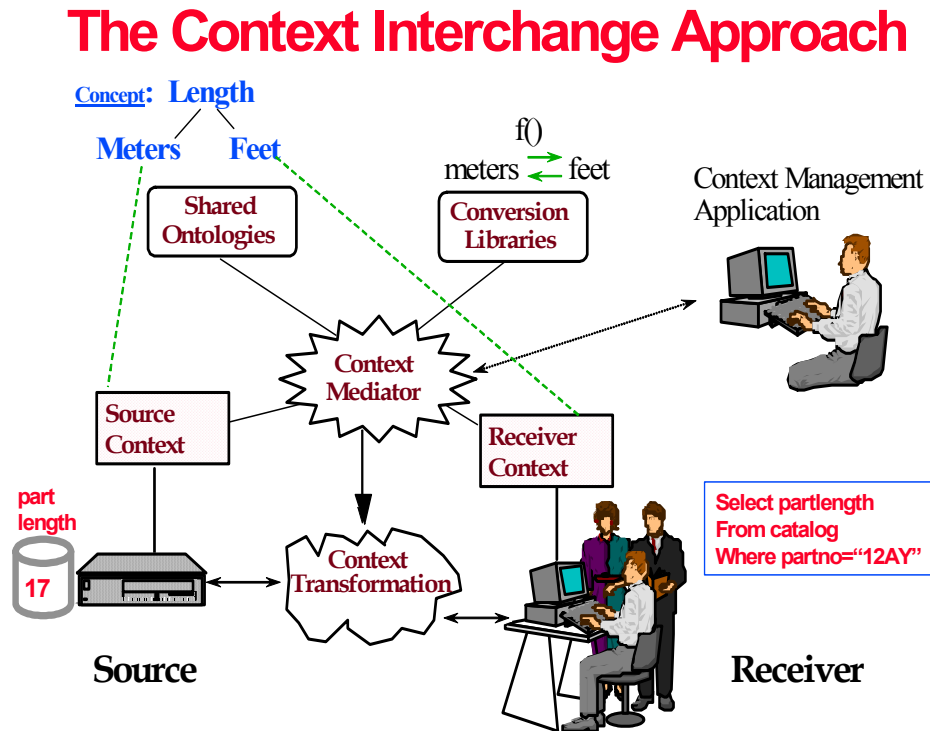 The Context Interchange Approach
Concept: Length
Meters Feet
f()
meters feet
Shared
Ontologies
Conversion
Libraries
Context Management
Application
Context
Mediator
Source
Context
Receiver
Context
part
length
17
Context
Transformation
Select partlength
From catalog
Where partno=“12AY”
Source
Receiver